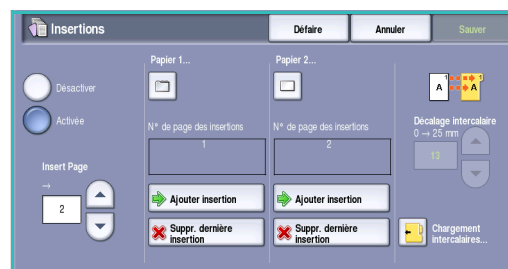 Insertions
Défaire
Annuler
Sauver
Désactiver
Activée
Insert Page
→
2
Papier 1...
N° de page des insertions
1
Ajouter insertion
Suppr. dernière
insertion
Papier 2...
N° de page des insertions
2
Ajouter insertion
Suppr. dernière
insertion
1
A
1
A
Décalage intercalaire
0 → 25 mm
13
Chargement
intercalaires...